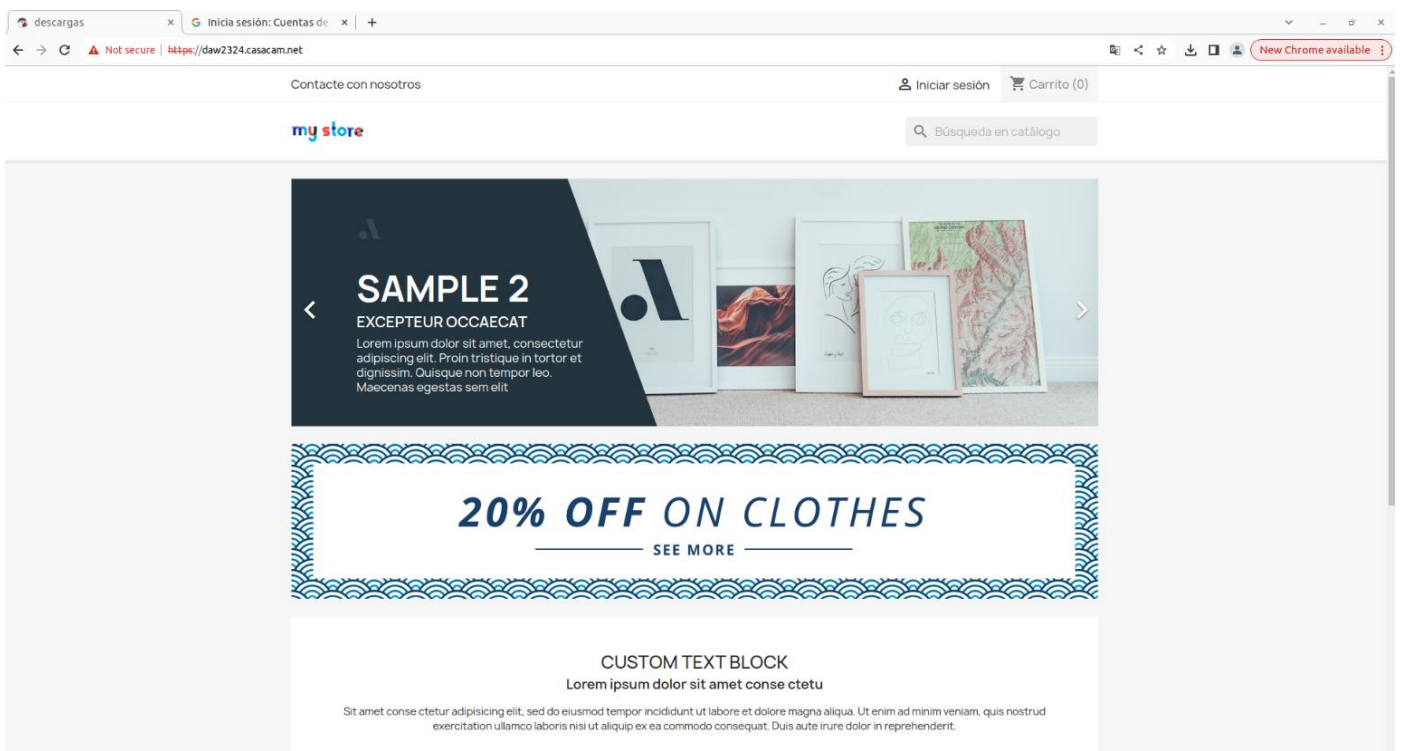 descargas
Inicia sesión: Cuentas de
Not secure https://daw2324.casacam.net
New Chrome available
Contacte con nosotros
Iniciar sesión
Carrito (0)
my store
Búsqueda en catálogo
SAMPLE 2
EXCEPTEUR OCCAECAT
Lorem ipsum dolor sit amet, consectetur
adipiscing elit. Proin tristique in tortor et
dignissim. Quisque non tempor leo.
Maecenas egestas sem elit
20% OFF ON CLOTHES
SEE MORE
CUSTOM TEXT BLOCK
Lorem ipsum dolor sit amet conse ctetu
Sit amet conse ctetur adipisicing elit, sed do eiusmod tempor incididunt ut labore et dolore magna aliqua. Ut enim ad minim veniam, quis nostrud
exercitation ullamco laboris nisi ut aliquip ex ea commodo consequat. Duis aute irure dolor in reprehenderit.